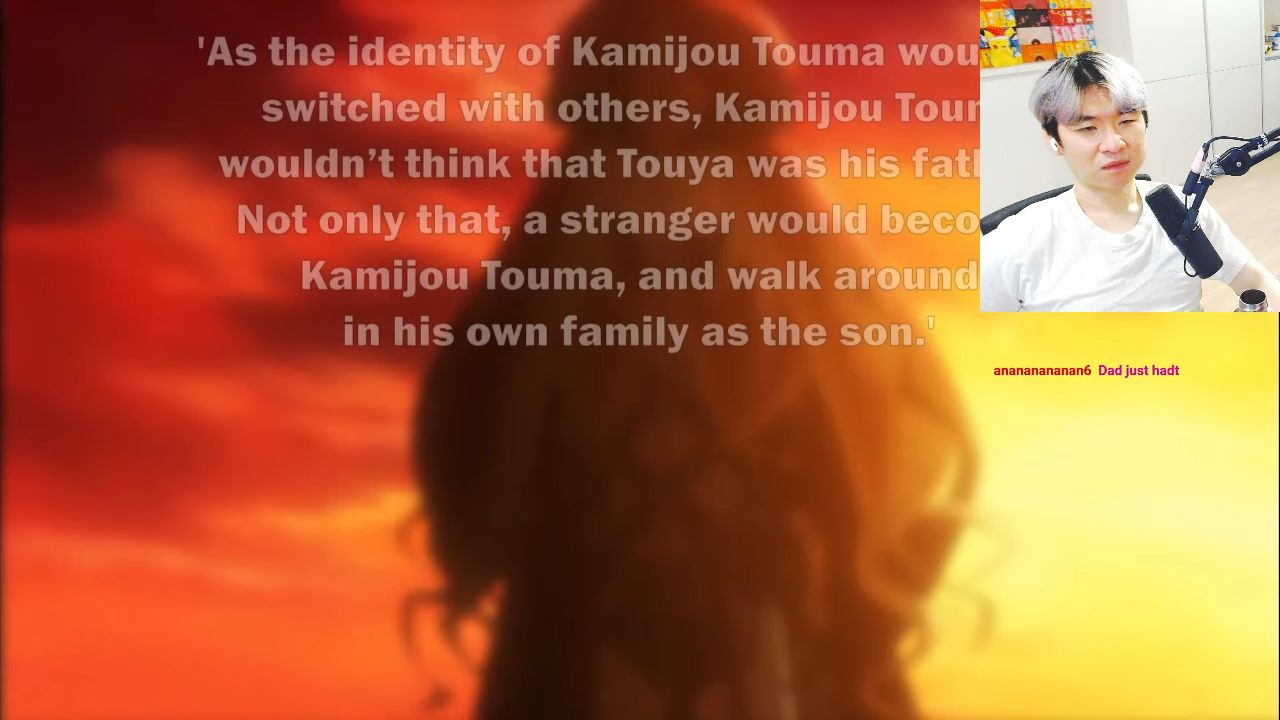 'As the identity of Kamijou Touma wou
switched with others, Kamijou Tou
wouldn’t think that Touya was his fat
Not only that, a stranger would beco
Kamijou Touma, and walk around
in his own family as the son.'
ananananan6 Dad just hadt